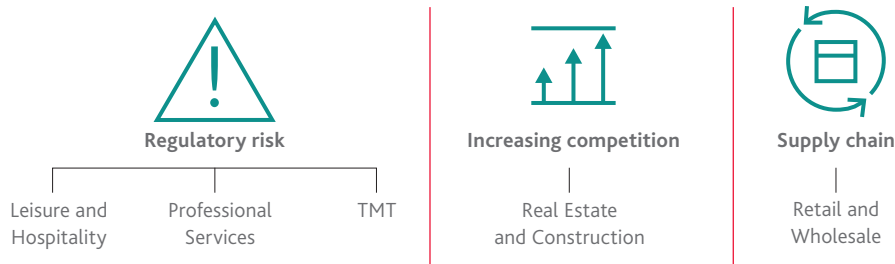 Regulatory risk
Leisure and
Hospitality
Professional
Services
TMT
Increasing competition
Real Estate
and Construction
Supply chain
Retail and
Wholesale